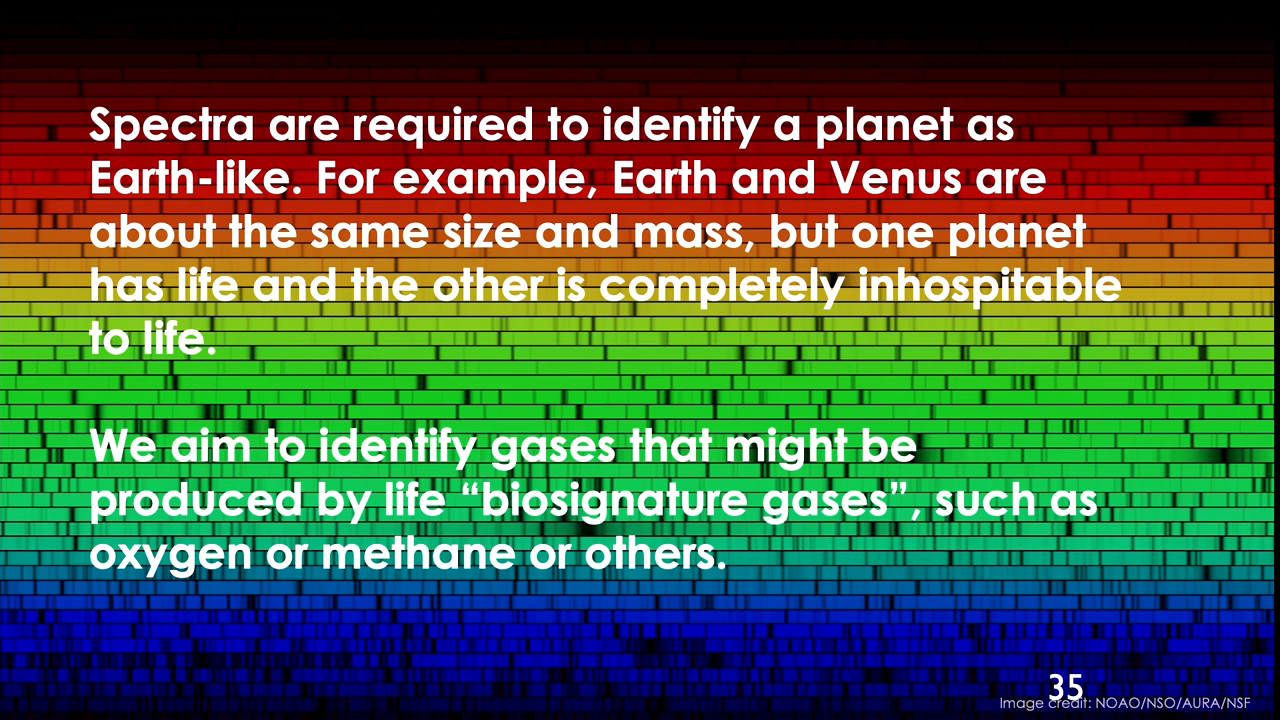 Spectra are required to identify a planet as
Earth-like. For example, Earth and Venus are
about the same size and mass, but one planet
has life and the other is completely inhospitable
to life.
We aim to identify gases that might be
produced by life “biosignature gases”, such as
oxygen or methane or others.
35
Image credit: NOAO/NSO/AURA/NSF